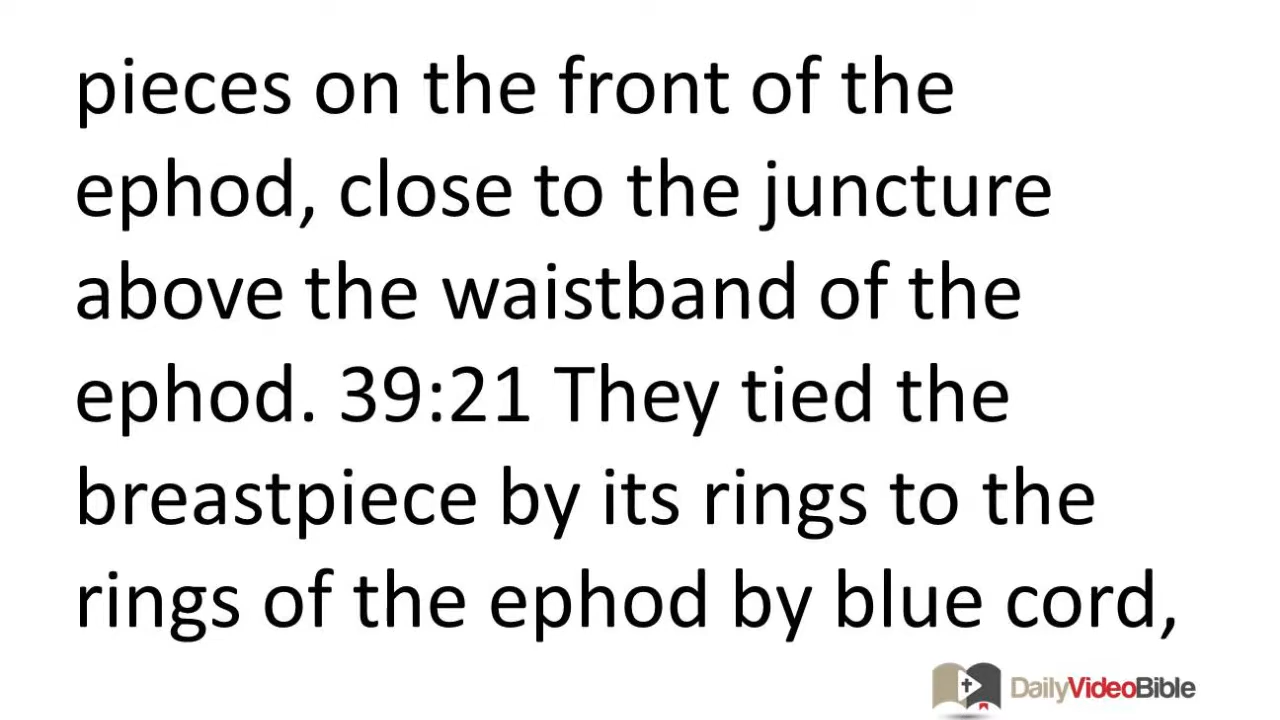 pieces on the front of the
ephod, close to the juncture
above the waistband of the
ephod. 39:21 They tied the
breastpiece by its rings to the
rings of the ephod by blue cord,
DailyVideoBible